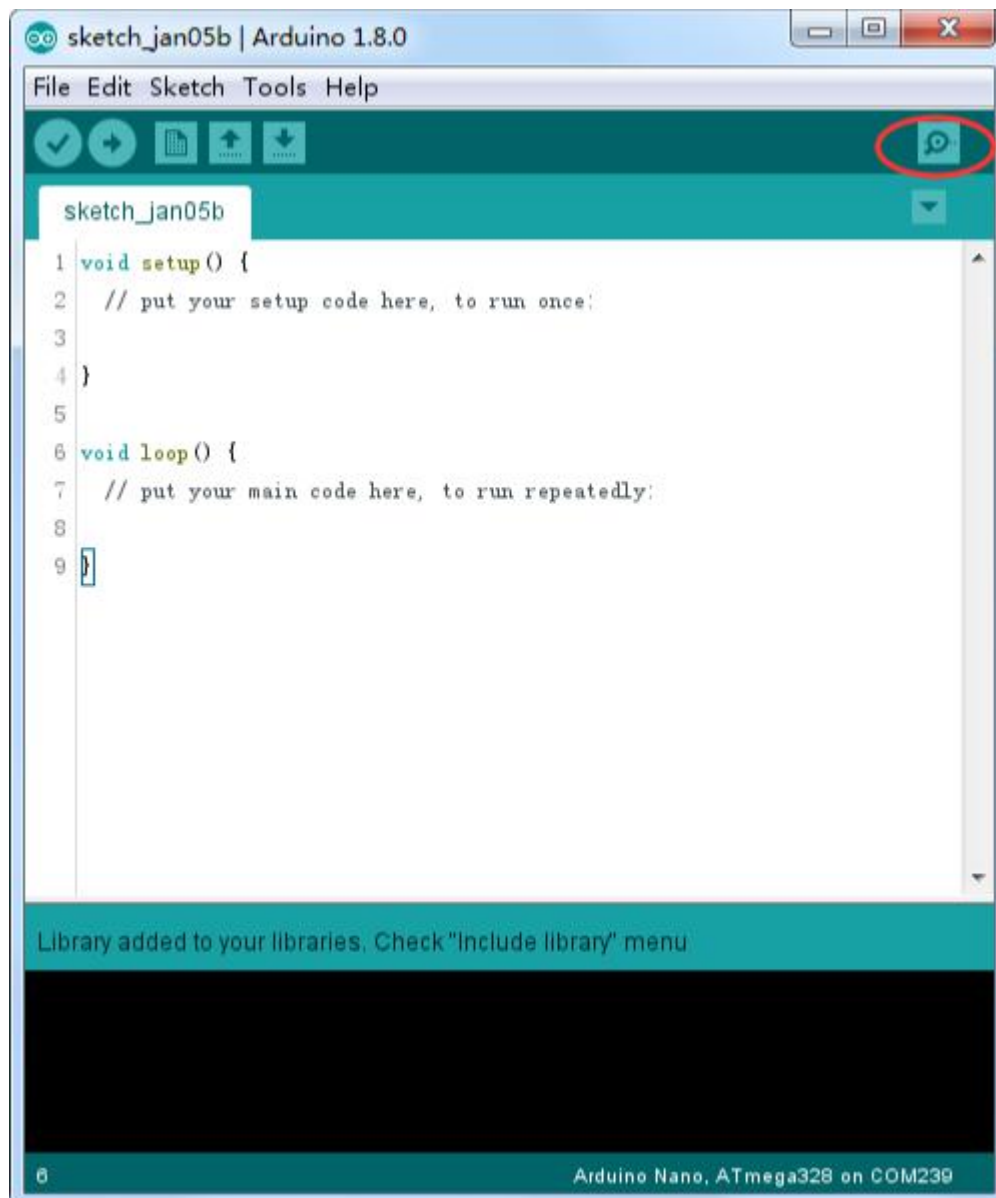 sketch_jan05b | Arduino 1.8.0
File Edit Sketch Tools Help
sketch_jan05b
1 void setup() {
2 // put your setup code here, to run once:
3
4 }
5
6 void loop() {
7 // put your main code here, to run repeatedly:
8
9 }
Library added to your libraries. Check "Include library" menu
6 Arduino Nano, ATmega328 on COM239